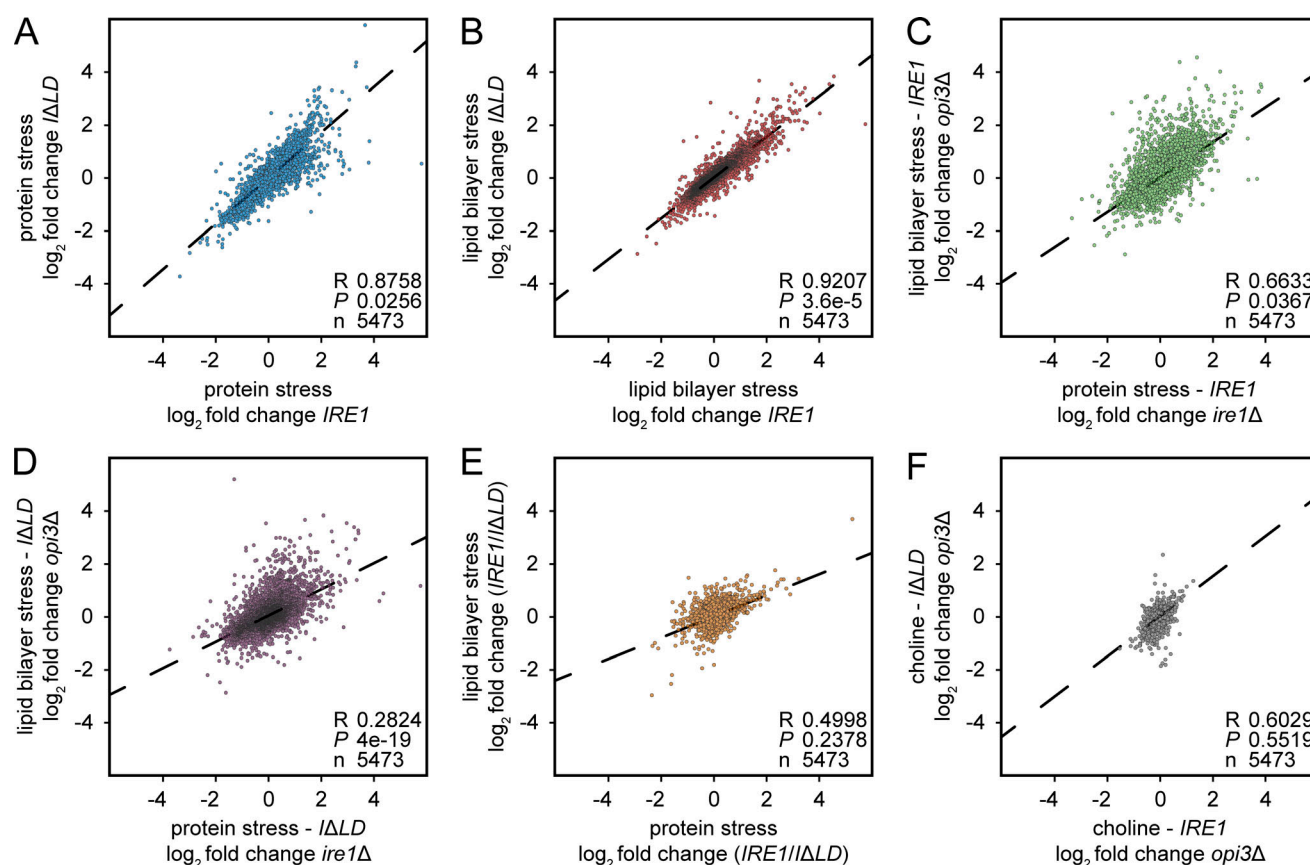 A
protein stress
log2 fold change IΔLD
4
2
0
-2
-4
R 0.8758
P 0.0256
n 5473
-4 -2 0 2 4
protein stress
log2 fold change IRE1
B
lipid bilayer stress
log2 fold change IΔLD
4
2
0
-2
-4
R 0.9207
P 3.6e-5
n 5473
-4 -2 0 2 4
lipid bilayer stress
log2 fold change IRE1
C
lipid bilayer stress - IRE1
log2 fold change opi3Δ
4
2
0
-2
-4
R 0.6633
P 0.0367
n 5473
-4 -2 0 2 4
protein stress - IRE1
log2 fold change ire1Δ
D
lipid bilayer stress - IΔLD
log2 fold change opi3Δ
4
2
0
-2
-4
R 0.2824
P 4e-19
n 5473
-4 -2 0 2 4
protein stress - IΔLD
log2 fold change ire1Δ
E
lipid bilayer stress
log2 fold change (IRE1/IΔLD)
4
2
0
-2
-4
R 0.4998
P 0.2378
n 5473
-4 -2 0 2 4
protein stress
log2 fold change (IRE1/IΔLD)
F
choline - IΔLD
log2 fold change opi3Δ
4
2
0
-2
-4
R 0.6029
P 0.5519
n 5473
-4 -2 0 2 4
choline - IRE1
log2 fold change opi3Δ